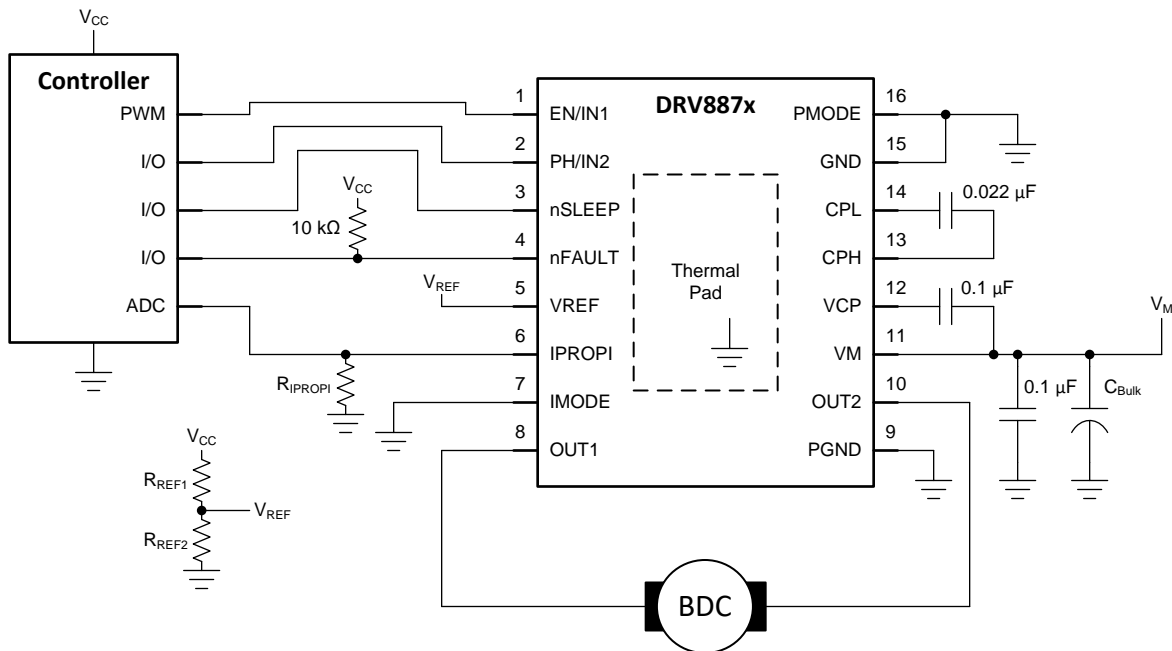 VCC
Controller
PWM
I/O
I/O
I/O
ADC
VCC
10 kΩ
VREF
RIPROPI
VCC
RREF1
VREF
RREF2
DRV887x
1 EN/IN1
2 PH/IN2
3 nSLEEP
4 nFAULT
5 VREF
6 IPROPI
7 IMODE
8 OUT1
Thermal
Pad
PMODE 16
GND 15
CPL 14
CPH 13
VCP 12
VM 11
OUT2 10
PGND 9
0.022 µF
0.1 µF
VM
0.1 µF
CBulk
BDC